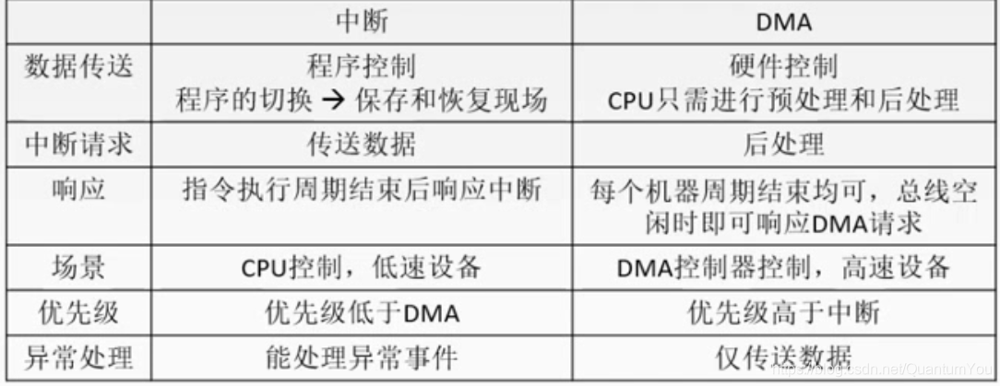 中断 DMA
数据传送 程序控制 硬件控制
程序的切换 → 保存和恢复现场 CPU只需进行预处理和后处理
中断请求 传送数据 后处理
响应 指令执行周期结束后响应中断 每个机器周期结束均可，总线空
闲时即可响应DMA请求
场景 CPU控制，低速设备 DMA控制器控制，高速设备
优先级 优先级低于DMA 优先级高于中断
异常处理 能处理异常事件 仅传送数据
https://blog.csdn.net/QuantumYou